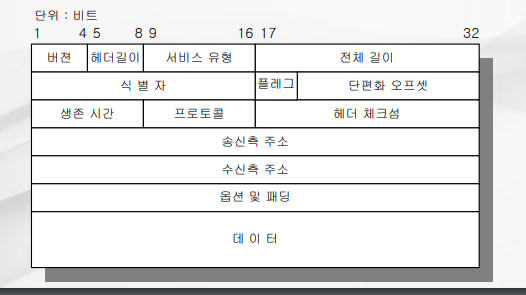 단위 : 비트
1 4 5 8 9 16 17 32
버젼 헤더길이 서비스 유형 전체 길이
식 별 자 플레그 단편화 오프셋
생존 시간 프로토콜 헤더 체크섬
송신측 주소
수신측 주소
옵션 및 패딩
데 이 터